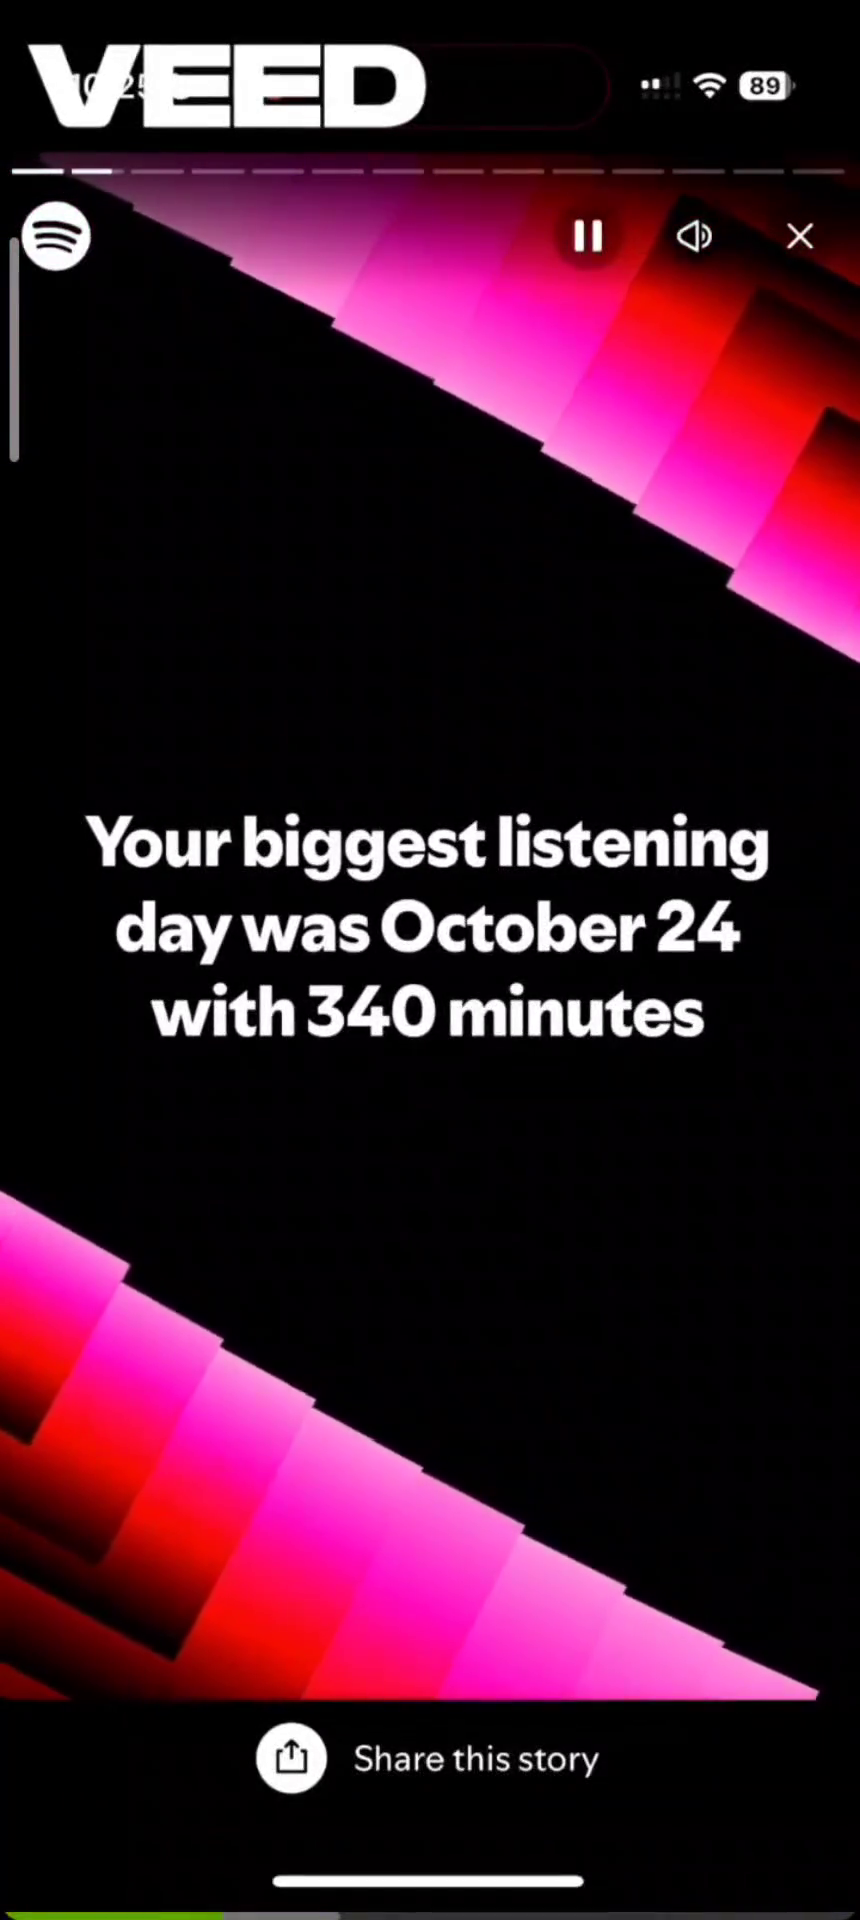 VEED
89
Your biggest listening
day was October 24
with 340 minutes
Share this story